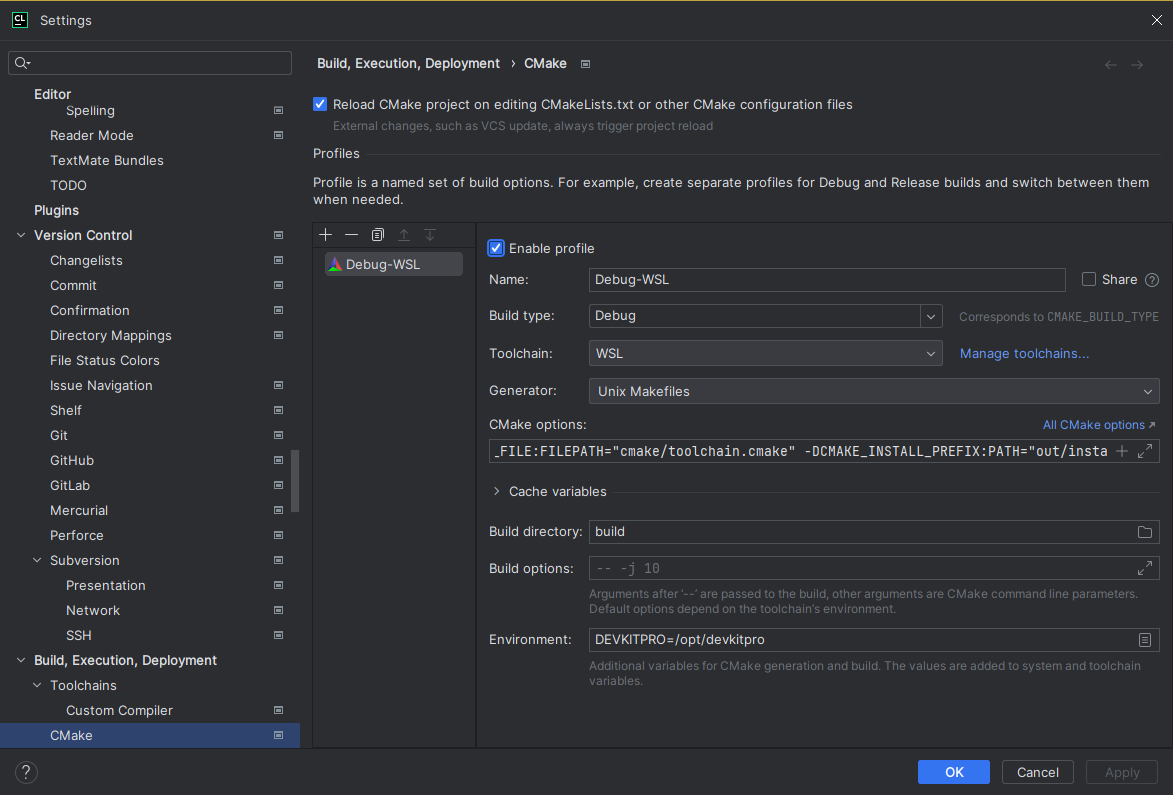 CL Settings
Editor
Spelling
Reader Mode
TextMate Bundles
TODO
Plugins
Version Control
Changelists
Commit
Confirmation
Directory Mappings
File Status Colors
Issue Navigation
Shelf
Git
GitHub
GitLab
Mercurial
Perforce
Subversion
Presentation
Network
SSH
Build, Execution, Deployment
Toolchains
Custom Compiler
CMake
?
Build, Execution, Deployment › CMake
Reload CMake project on editing CMakeLists.txt or other CMake configuration files
External changes, such as VCS update, always trigger project reload
Profiles
Profile is a named set of build options. For example, create separate profiles for Debug and Release builds and switch between them
when needed.
Debug-WSL
Enable profile
Name: Debug-WSL Share ?
Build type: Debug Corresponds to CMAKE_BUILD_TYPE
Toolchain: WSL Manage toolchains...
Generator: Unix Makefiles
CMake options: All CMake options ↗
_FILE:FILEPATH="cmake/toolchain.cmake" -DCMAKE_INSTALL_PREFIX:PATH="out/insta
Cache variables
Build directory: build
Build options: -- -j 10
Arguments after '--' are passed to the build, other arguments are CMake command line parameters.
Default options depend on the toolchain's environment.
Environment: DEVKITPRO=/opt/devkitpro
Additional variables for CMake generation and build. The values are added to system and toolchain
variables.
OK Cancel Apply